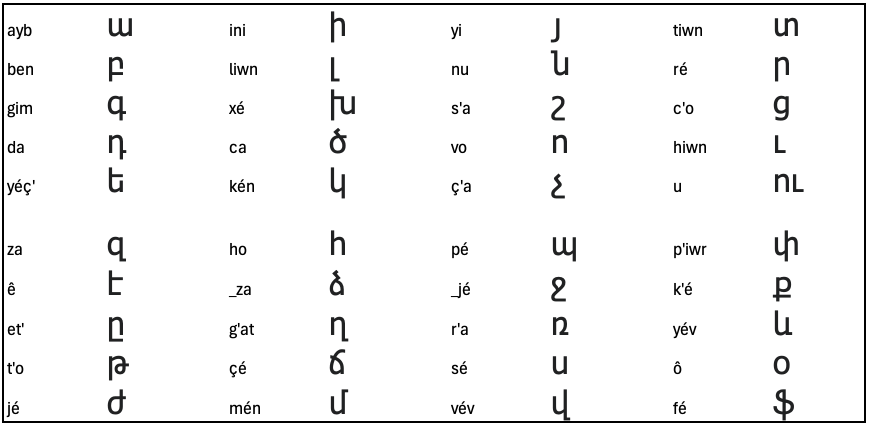 ayb ա ini ի yi յ tiwn տ
ben բ liwn լ nu ն ré ր
gim գ xé խ s'a շ c'o ց
da դ ca ծ vo ո hiwn ւ
yéç' ե kén կ ç'a չ u ու
za զ ho հ pé պ p'iwr փ
ê է _za ձ _jé ջ k'é ք
et' ը g'at ղ r'a ռ yév և
t'o թ çé ճ sé ս ô օ
jé ժ mén մ vév վ fé ֆ